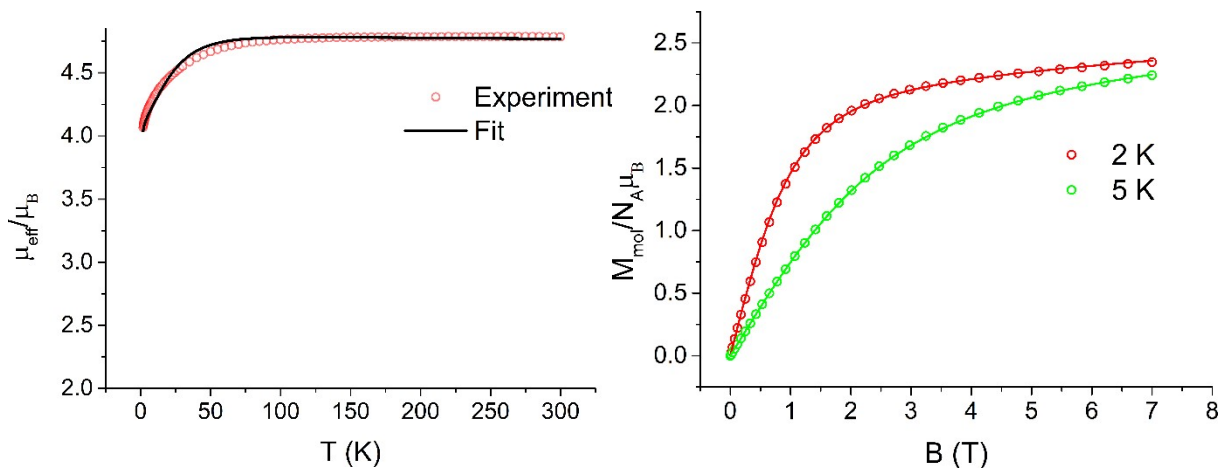 4.5
4.0
3.5
3.0
2.5
2.0
μeff/μB
Experiment
Fit
0 50 100 150 200 250 300
T (K)
2.5
2.0
1.5
1.0
0.5
0.0
Mmol/NAμB
2 K
5 K
0 1 2 3 4 5 6 7 8
B (T)